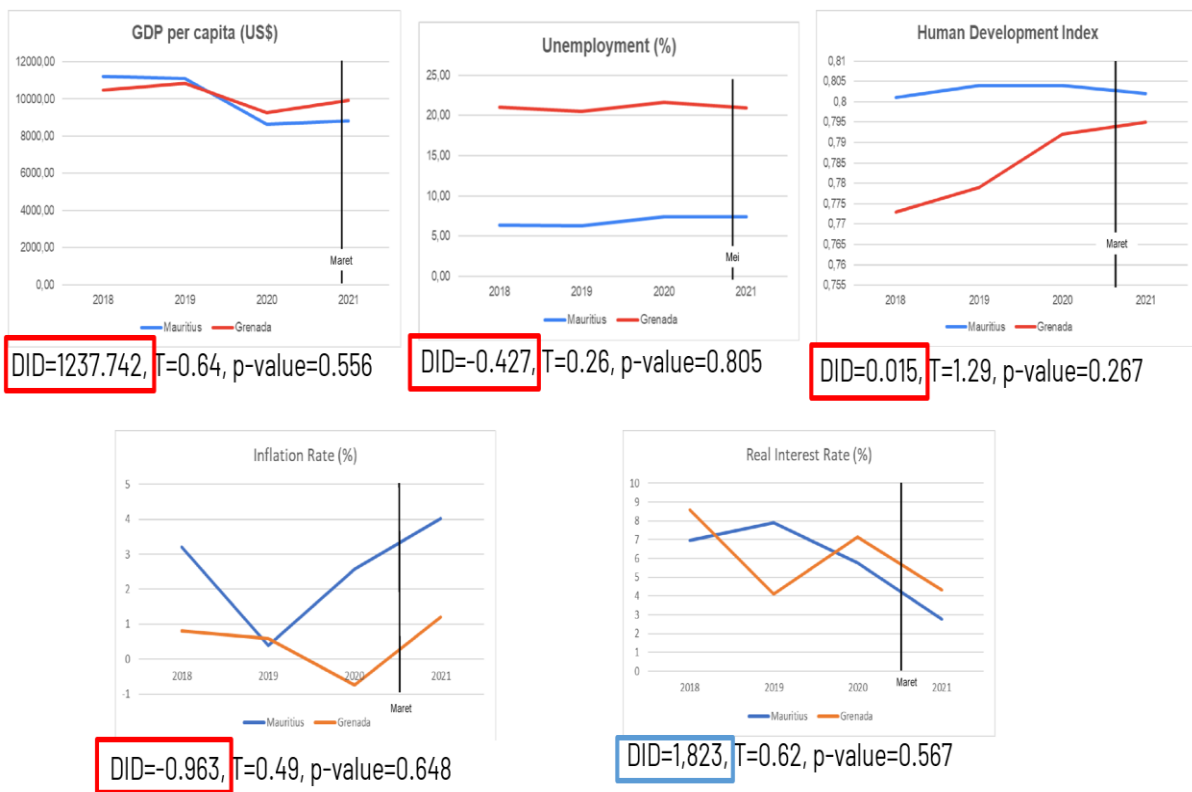 GDP per capita (US$)
12000,00
10000,00
8000,00
6000,00
4000,00
2000,00
0,00
Maret
2018 2019 2020 2021
Mauritius Grenada
DID=1237.742, T=0.64, p-value=0.556
Unemployment (%)
25,00
20,00
15,00
10,00
5,00
0,00
Mei
2018 2019 2020 2021
Mauritius Grenada
DID=-0.427, T=0.26, p-value=0.805
Human Development Index
0,81
0,805
0,8
0,795
0,79
0,785
0,78
0,775
0,77
0,765
0,76
0,755
Maret
2018 2019 2020 2021
Mauritius Grenada
DID=0.015, T=1.29, p-value=0.267
Inflation Rate (%)
5
4
3
2
1
0
-1
2018 2019 2020 2021
Maret
Mauritius Grenada
DID=-0.963, T=0.49, p-value=0.648
Real Interest Rate (%)
10
9
8
7
6
5
4
3
2
1
0
2018 2019 2020 Maret 2021
Mauritius Grenada
DID=1,823, T=0.62, p-value=0.567